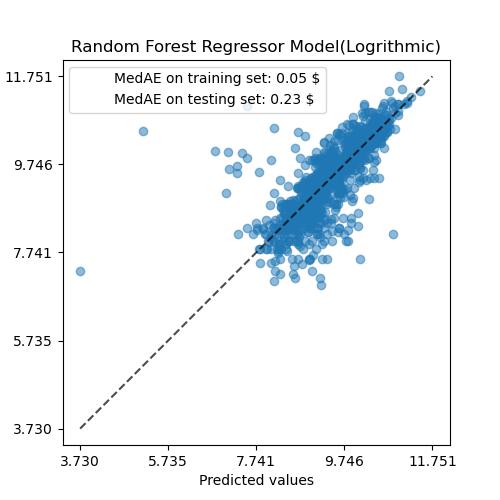 Random Forest Regressor Model(Logrithmic)
MedAE on training set: 0.05 $
MedAE on testing set: 0.23 $
11.751
9.746
7.741
5.735
3.730
3.730 5.735 7.741 9.746 11.751
Predicted values